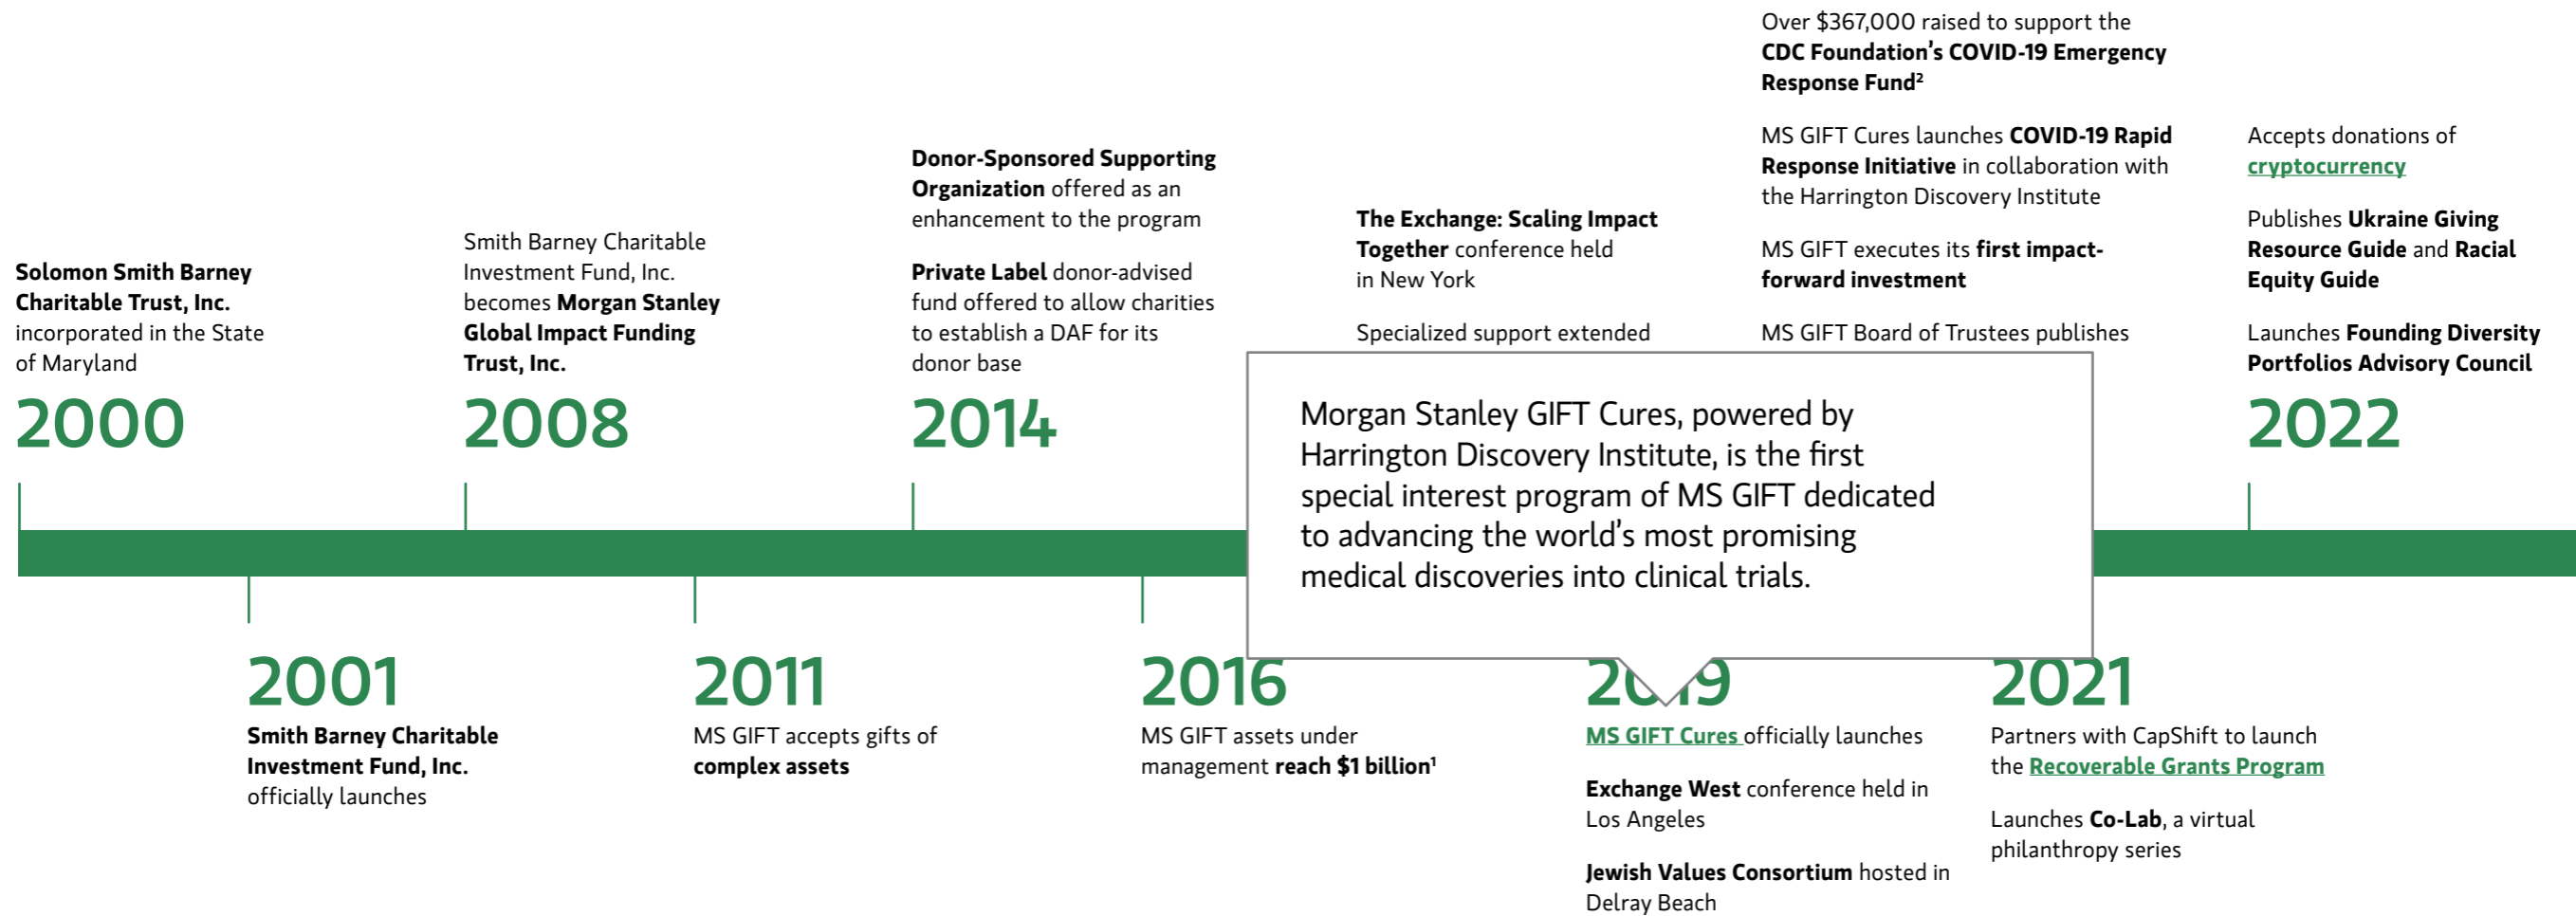 Solomon Smith Barney
Charitable Trust, Inc.
incorporated in the State
of Maryland
2000
2001
Smith Barney Charitable
Investment Fund, Inc.
officially launches
Smith Barney Charitable
Investment Fund, Inc.
becomes Morgan Stanley
Global Impact Funding
Trust, Inc.
2008
2011
MS GIFT accepts gifts of
complex assets
Donor-Sponsored Supporting
Organization offered as an
enhancement to the program
Private Label donor-advised
fund offered to allow charities
to establish a DAF for its
donor base
2014
2016
MS GIFT assets under
management reach $1 billion¹
The Exchange: Scaling Impact
Together conference held
in New York
Specialized support extended
Morgan Stanley GIFT Cures, powered by
Harrington Discovery Institute, is the first
special interest program of MS GIFT dedicated
to advancing the world's most promising
medical discoveries into clinical trials.
2019
MS GIFT Cures officially launches
Exchange West conference held in
Los Angeles
Jewish Values Consortium hosted in
Delray Beach
Over $367,000 raised to support the
CDC Foundation's COVID-19 Emergency
Response Fund²
MS GIFT Cures launches COVID-19 Rapid
Response Initiative in collaboration with
the Harrington Discovery Institute
MS GIFT executes its first impact-
forward investment
MS GIFT Board of Trustees publishes
2021
Partners with CapShift to launch
the Recoverable Grants Program
Launches Co-Lab, a virtual
philanthropy series
Accepts donations of
cryptocurrency
Publishes Ukraine Giving
Resource Guide and Racial
Equity Guide
Launches Founding Diversity
Portfolios Advisory Council
2022